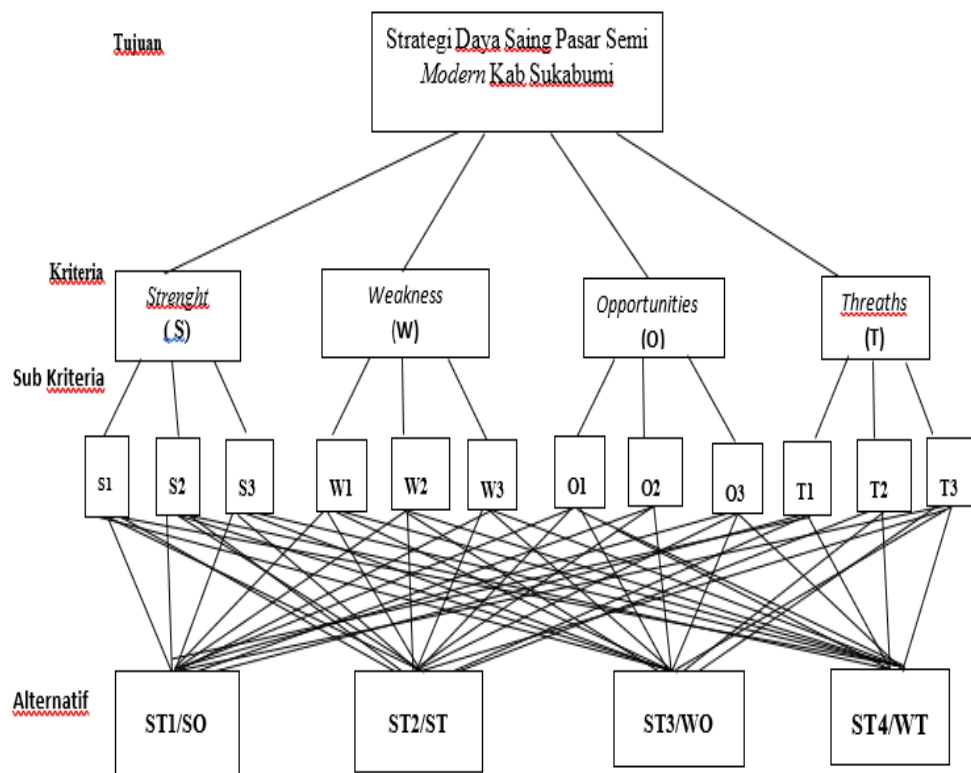 Tujuan
Strategi Daya Saing Pasar Semi
Modern Kab Sukabumi
Kriteria
Strenght
( S)
Weakness
(W)
Opportunities
(O)
Threaths
(T)
Sub Kriteria
S1
S2
S3
W1
W2
W3
O1
O2
O3
T1
T2
T3
Alternatif
ST1/SO
ST2/ST
ST3/WO
ST4/WT